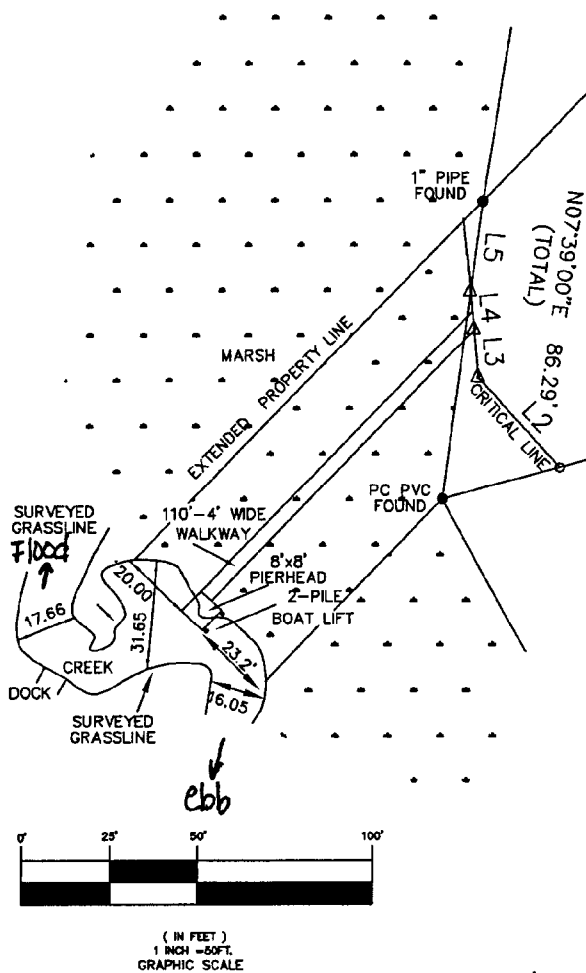 1" PIPE
FOUND
N07°39'00"E 86.29'
(TOTAL)
L5
L4
L3
L2
CRITICAL LINE
MARSH
EXTENDED PROPERTY LINE
PC PVC
FOUND
SURVEYED
GRASSLINE
Flood
110'-4' WIDE
WALKWAY
8'x8'
PIERHEAD
2-PILE
BOAT LIFT
20.00
17.66
31.65
23.2'
16.05
CREEK
DOCK
SURVEYED
GRASSLINE
ebb
0' 25' 50' 100'
( IN FEET )
1 INCH =50FT.
GRAPHIC SCALE